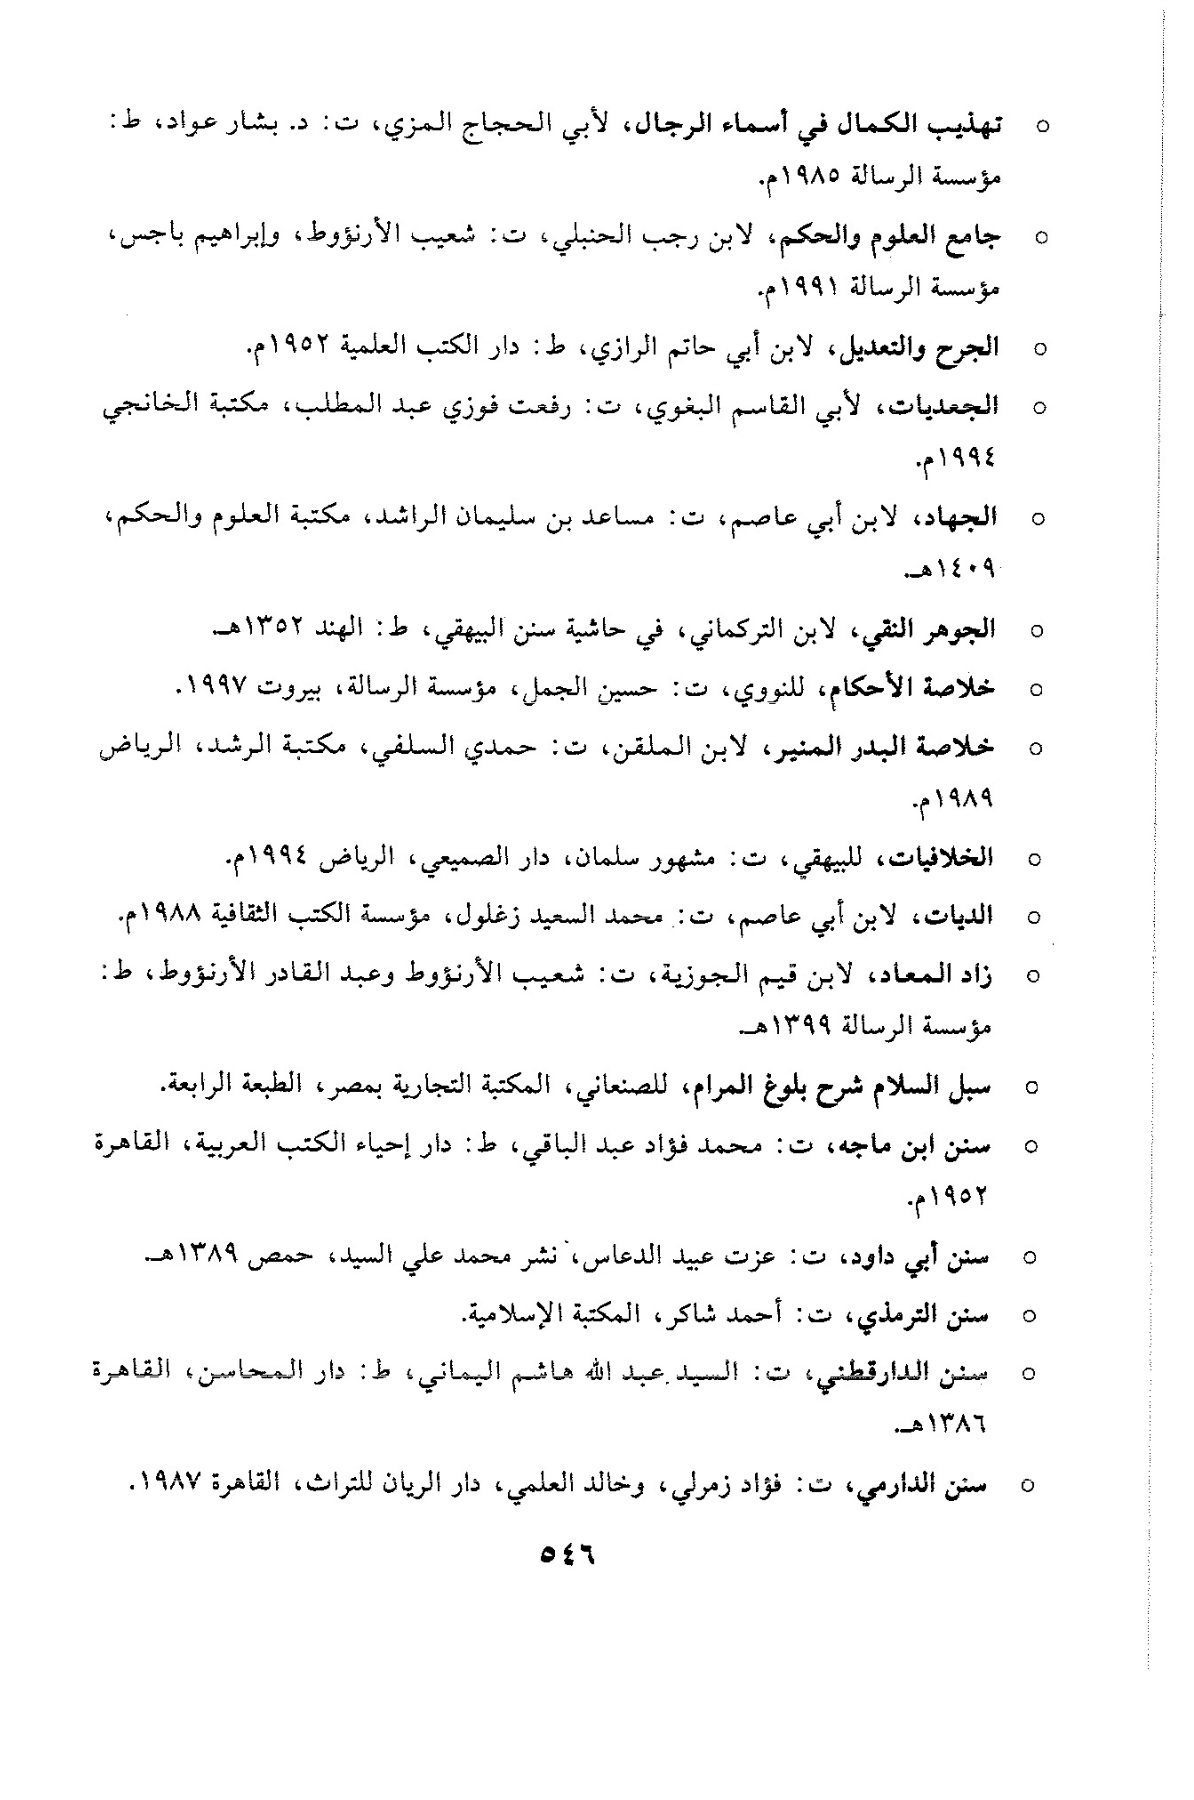 ○ تهذيب الكمال في أسماء الرجال، لأبي الحجاج المزي، ت: د. بشار عواد، ط:
مؤسسة الرسالة ١٩٨٥م.
○ جامع العلوم والحكم، لابن رجب الحنبلي، ت: شعيب الأرنؤوط، وإبراهيم باجس،
مؤسسة الرسالة ١٩٩١م.
○ الجرح والتعديل، لابن أبي حاتم الرازي، ط: دار الكتب العلمية ١٩٥٢م.
○ الجعديات، لأبي القاسم البغوي، ت: رفعت فوزي عبد المطلب، مكتبة الخانجي
١٩٩٤م.
○ الجهاد، لابن أبي عاصم، ت: مساعد بن سليمان الراشد، مكتبة العلوم والحكم،
١٤٠٩هـ.
○ الجوهر النقي، لابن التركماني، في حاشية سنن البيهقي، ط: الهند ١٣٥٢هـ.
○ خلاصة الأحكام، للنووي، ت: حسين الجمل، مؤسسة الرسالة، بيروت ١٩٩٧.
○ خلاصة البدر المنير، لابن الملقن، ت: حمدي السلفي، مكتبة الرشد، الرياض
١٩٨٩م.
○ الخلافيات، للبيهقي، ت: مشهور سلمان، دار الصميعي، الرياض ١٩٩٤م.
○ الديات، لابن أبي عاصم، ت: محمد السعيد زغلول، مؤسسة الكتب الثقافية ١٩٨٨م.
○ زاد المعاد، لابن قيم الجوزية، ت: شعيب الأرنؤوط وعبد القادر الأرنؤوط، ط:
مؤسسة الرسالة ١٣٩٩هـ.
○ سبل السلام شرح بلوغ المرام، للصنعاني، المكتبة التجارية بمصر، الطبعة الرابعة.
○ سنن ابن ماجه، ت: محمد فؤاد عبد الباقي، ط: دار إحياء الكتب العربية، القاهرة
١٩٥٢م.
○ سنن أبي داود، ت: عزت عبيد الدعاس، نشر محمد علي السيد، حمص ١٣٨٩هـ.
○ سنن الترمذي، ت: أحمد شاكر، المكتبة الإسلامية.
○ سنن الدارقطني، ت: السيد عبد الله هاشم اليماني، ط: دار المحاسن، القاهرة
١٣٨٦هـ.
○ سنن الدارمي، ت: فؤاد زمرلي، وخالد العلمي، دار الريان للتراث، القاهرة ١٩٨٧.
٥٤٦